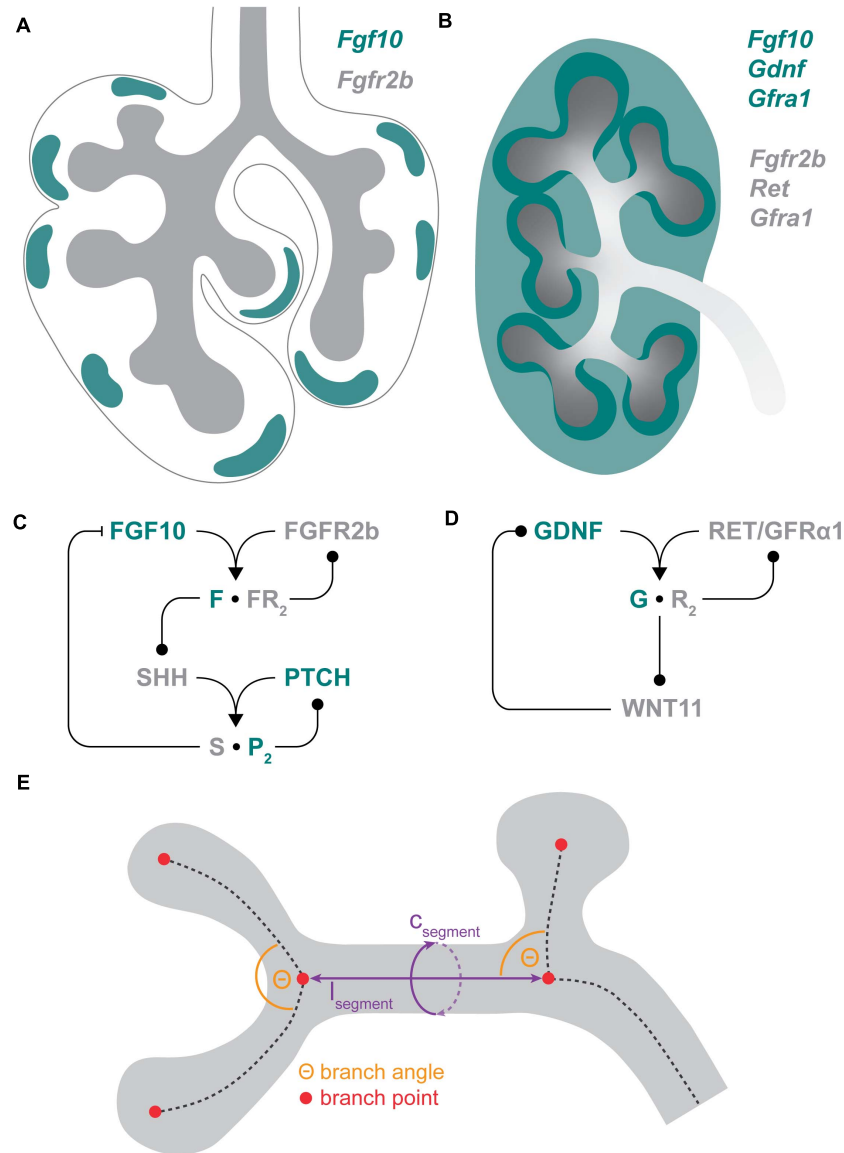 A
Fgf10
Fgfr2b
B
Fgf10
Gdnf
Gfra1
Fgfr2b
Ret
Gfra1
C
FGF10 FGFR2b
F • FR2
SHH PTCH
S • P2
D
GDNF RET/GFRα1
G • R2
WNT11
E
Csegment
Θ
Θ
lsegment
Θ branch angle
branch point